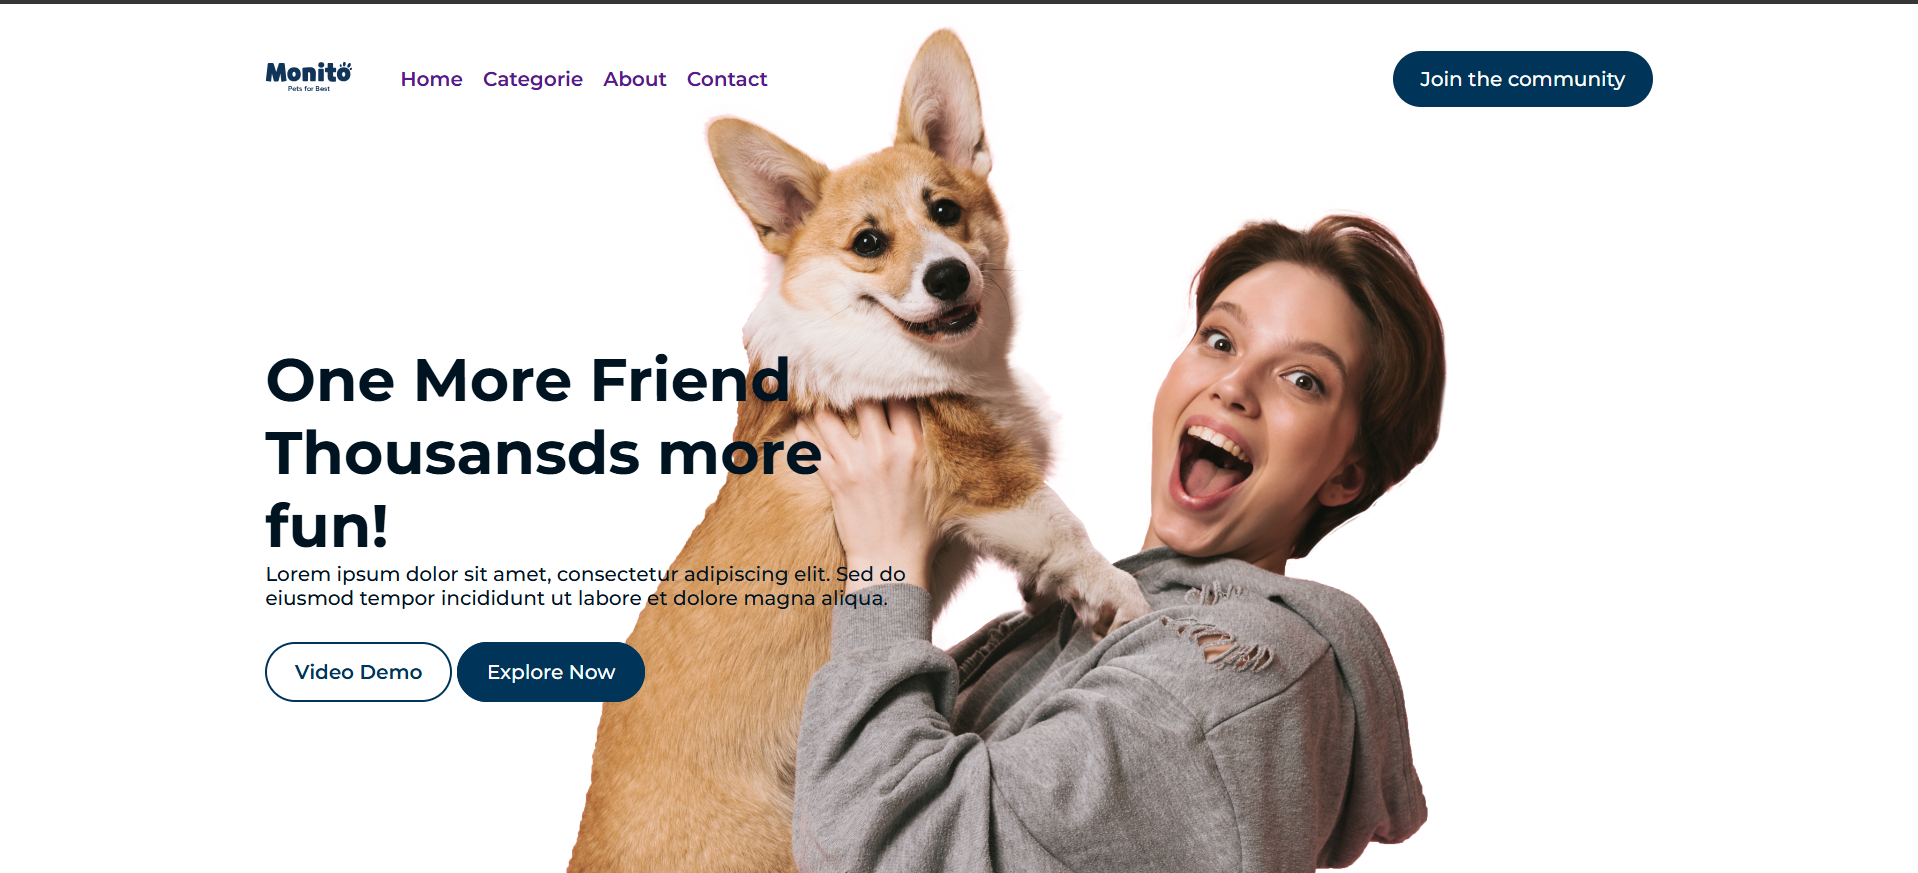 Monito
Pets for Best
Home Categorie About Contact
Join the community
One More Friend
Thousansds more
fun!
Lorem ipsum dolor sit amet, consectetur adipiscing elit. Sed do
eiusmod tempor incididunt ut labore et dolore magna aliqua.
Video Demo Explore Now